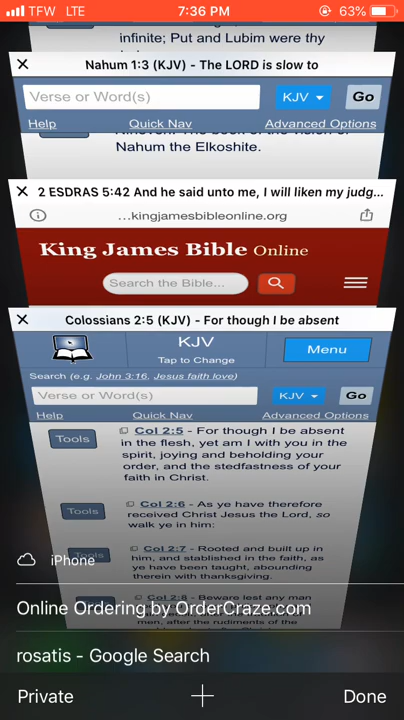 TFW LTE 7:36 PM 63%
infinite; Put and Lubim were thy
Nahum 1:3 (KJV) - The LORD is slow to
Verse or Word(s) KJV Go
Help Quick Nav Advanced Options
Nahum the Elkoshite.
2 ESDRAS 5:42 And he said unto me, I will liken my judg...
...kingjamesbibleonline.org
King James Bible Online
Search the Bible...
Colossians 2:5 (KJV) - For though I be absent
KJV
Tap to Change
Menu
Search (e.g. John 3:16, Jesus faith love)
Verse or Word(s) KJV Go
Help Quick Nav Advanced Options
Tools Col 2:5 - For though I be absent
in the flesh, yet am I with you in the
spirit, joying and beholding your
order, and the stedfastness of your
faith in Christ.
Tools Col 2:6 - As ye have therefore
received Christ Jesus the Lord, so
walk ye in him:
Tools Col 2:7 - Rooted and built up in
him, and stablished in the faith, as
ye have been taught, abounding
therein with thanksgiving.
iPhone
Col 2:8 - Beware lest any man
Online Ordering by OrderCraze.com
after the rudiments of the
rosatis - Google Search
Private Done